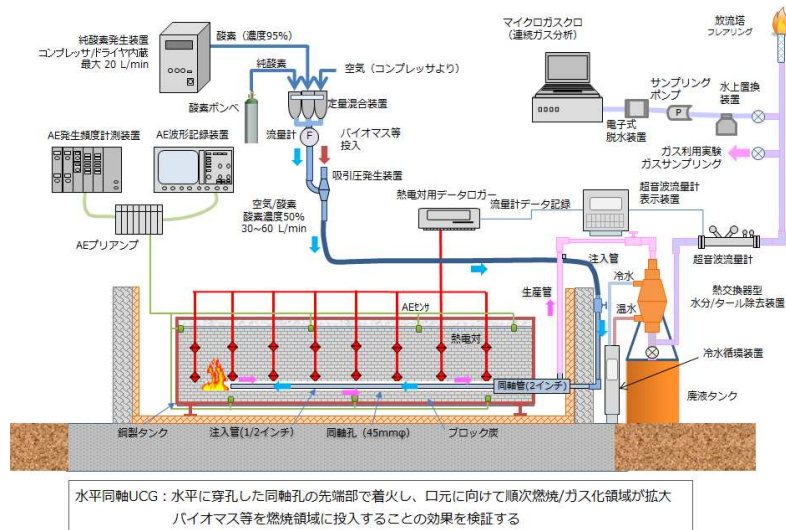 純酸素発生装置
コンプレッサ/ドライヤ内蔵
最大 20 L/min
酸素（濃度95%）
純酸素
空気（コンプレッサより）
酸素ボンベ
定量混合装置
流量計
F
バイオマス等
投入
吸引圧発生装置
空気/酸素
酸素濃度50%
30~60 L/min
AE発生頻度計測装置
AE波形記録装置
AEプリアンプ
マイクロガスクロ
（連続ガス分析）
サンプリング
ポンプ
P
水上置換
装置
電子式
脱水装置
放流塔
フレアリング
ガス利用実験
ガスサンプリング
熱電対用データロガー
流量計データ記録
超音波流量計
表示装置
超音波流量計
注入管
生産管
冷水
温水
熱交換器型
水分/タール除去装置
冷水循環装置
廃液タンク
AEｾﾝｻ
熱電対
同軸管(2インチ)
鋼製タンク
注入管(1/2インチ）
同軸孔（45mmφ）
ブロック炭
水平同軸UCG：水平に穿孔した同軸孔の先端部で着火し、口元に向けて順次燃焼/ガス化領域が拡大
バイオマス等を燃焼領域に投入することの効果を検証する